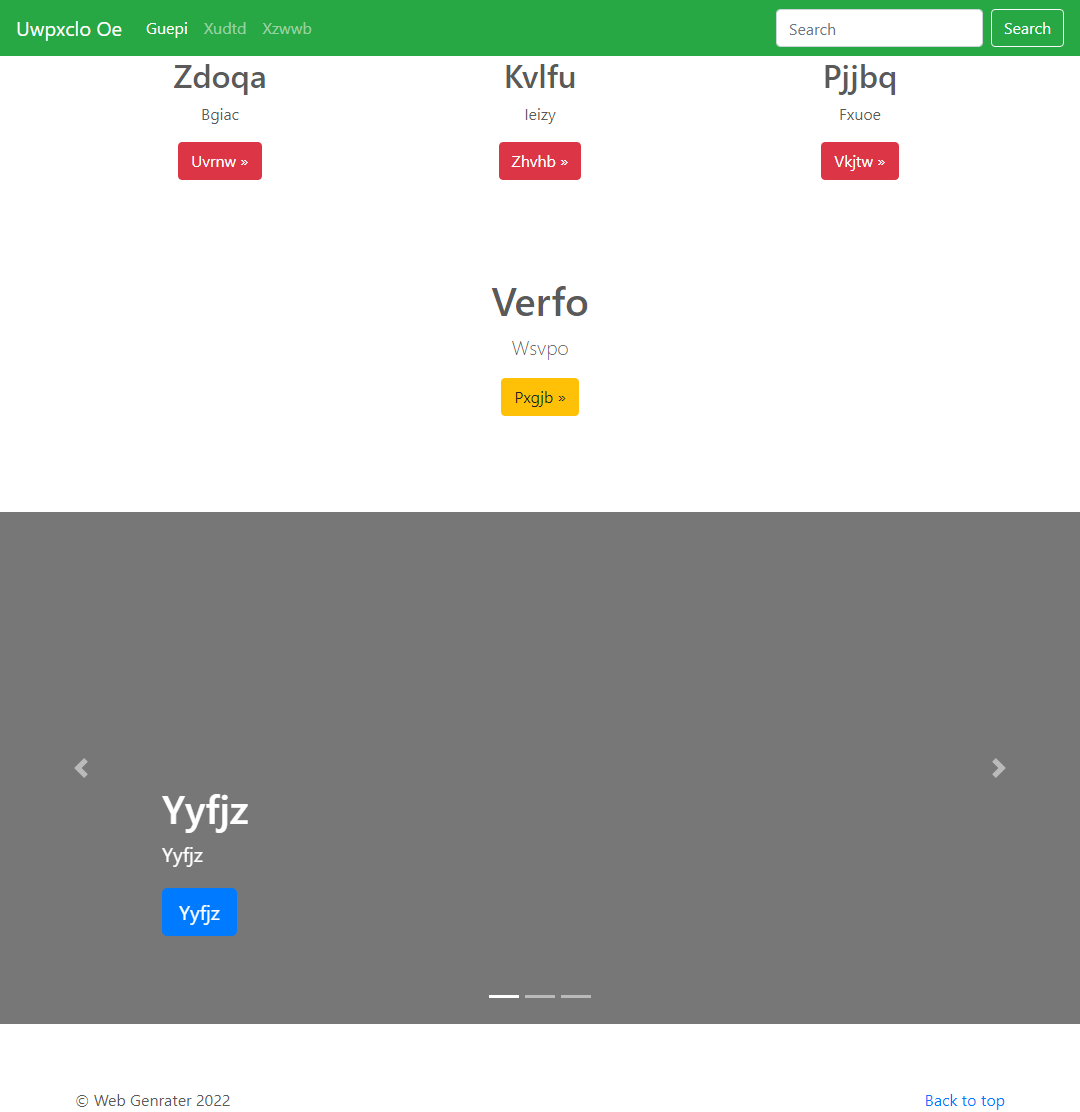 Uwpxclo Oe Guepi Xudtd Xzwwb Search Search
Zdoqa Kvlfu Pjjbq
Bgiac Ieizy Fxuoe
Uvrnw » Zhvhb » Vkjtw »
Verfo
Wsvpo
Pxgjb »
Yyfjz
Yyfjz
Yyfjz
© Web Genrater 2022 Back to top